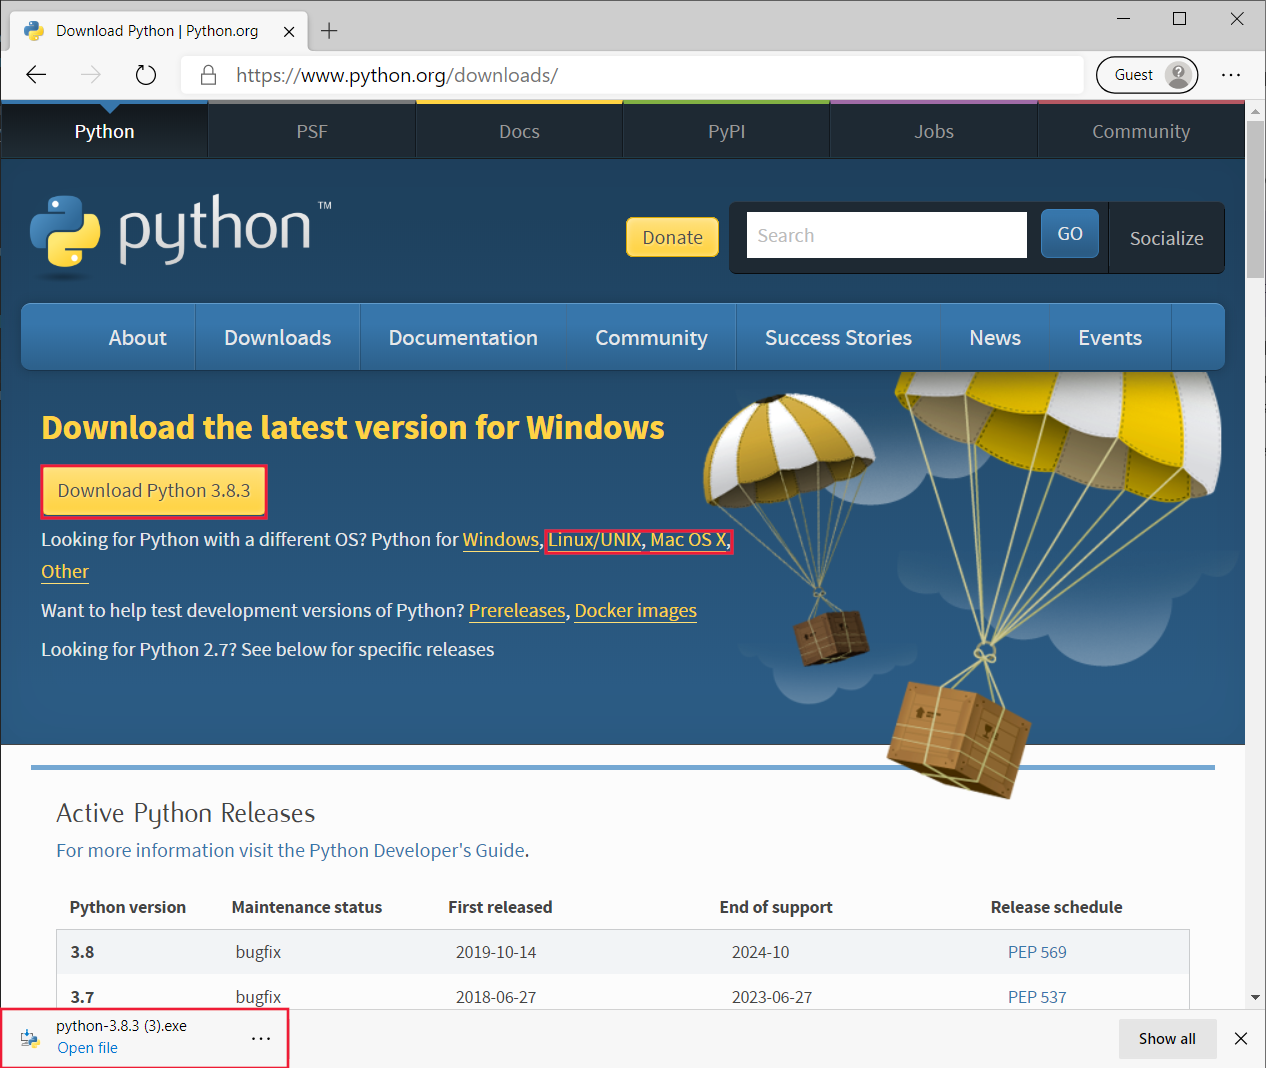 Download Python | Python.org
https://www.python.org/downloads/
Guest
Python PSF Docs PyPI Jobs Community
python™
Donate Search GO Socialize
About Downloads Documentation Community Success Stories News Events
Download the latest version for Windows
Download Python 3.8.3
Looking for Python with a different OS? Python for Windows, Linux/UNIX, Mac OS X,
Other
Want to help test development versions of Python? Prereleases, Docker images
Looking for Python 2.7? See below for specific releases
Active Python Releases
For more information visit the Python Developer's Guide.
Python version Maintenance status First released End of support Release schedule
3.8 bugfix 2019-10-14 2024-10 PEP 569
3.7 bugfix 2018-06-27 2023-06-27 PEP 537
python-3.8.3 (3).exe
Open file
Show all